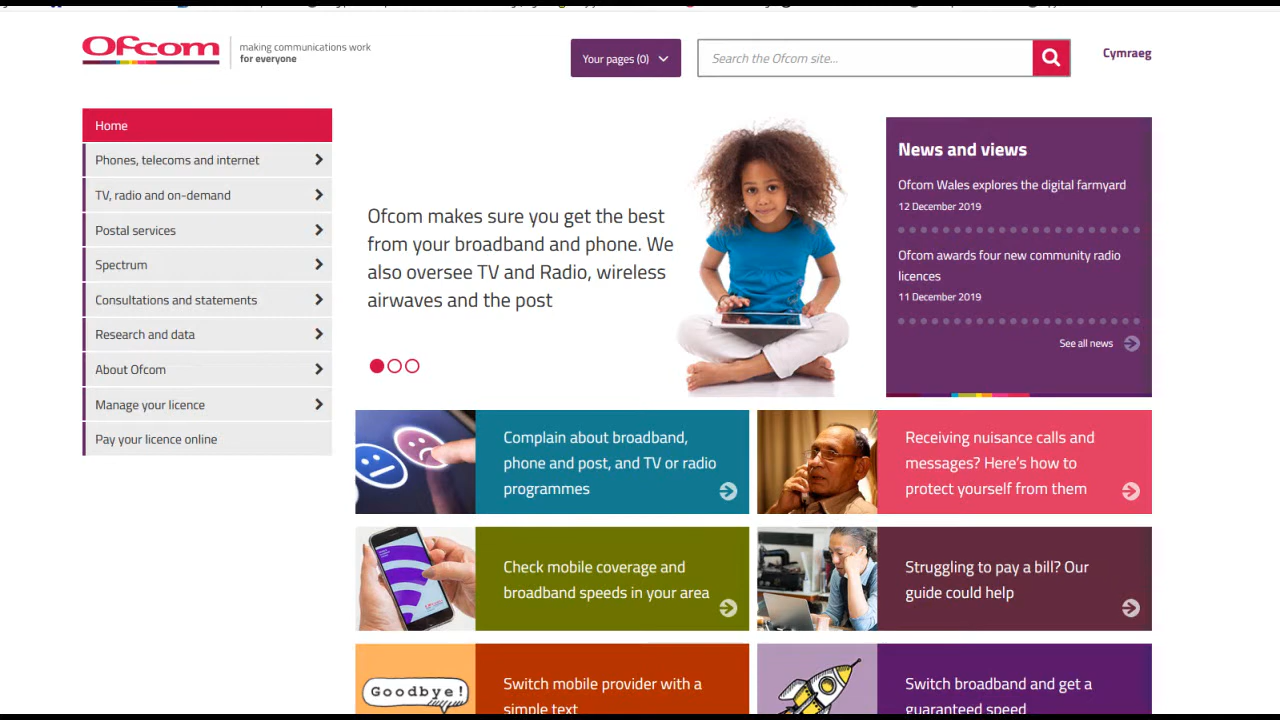 Ofcom
making communications work
for everyone
Your pages (0)
Search the Ofcom site...
Cymraeg
Home
Phones, telecoms and internet
TV, radio and on-demand
Postal services
Spectrum
Consultations and statements
Research and data
About Ofcom
Manage your licence
Pay your licence online
Ofcom makes sure you get the best
from your broadband and phone. We
also oversee TV and Radio, wireless
airwaves and the post
News and views
Ofcom Wales explores the digital farmyard
12 December 2019
Ofcom awards four new community radio
licences
11 December 2019
See all news
Complain about broadband,
phone and post, and TV or radio
programmes
Receiving nuisance calls and
messages? Here's how to
protect yourself from them
Check mobile coverage and
broadband speeds in your area
Struggling to pay a bill? Our
guide could help
Goodbye!
Switch mobile provider with a
simple text
Switch broadband and get a
guaranteed speed